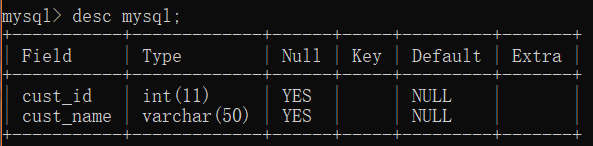 mysql> desc mysql;
+-----------+-------------+------+-----+---------+-------+
| Field     | Type        | Null | Key | Default | Extra |
+-----------+-------------+------+-----+---------+-------+
| cust_id   | int(11)     | YES  |     | NULL    |       |
| cust_name | varchar(50) | YES  |     | NULL    |       |
+-----------+-------------+------+-----+---------+-------+